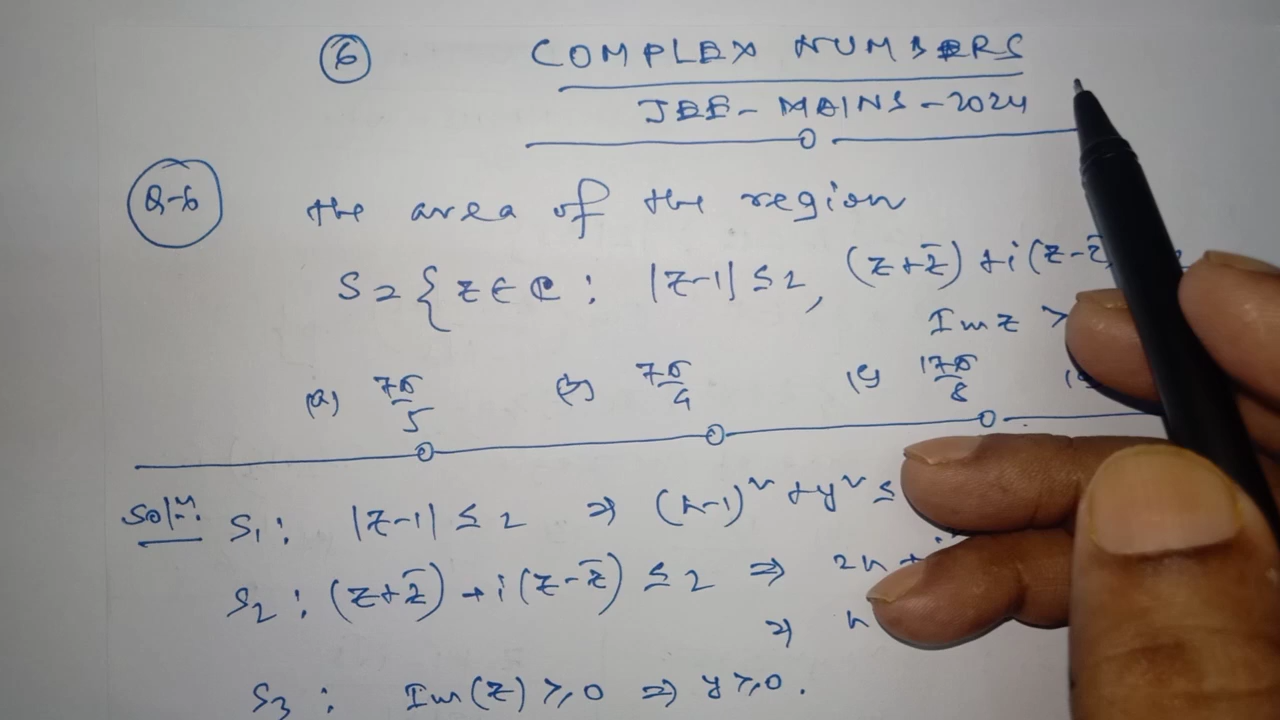 6 COMPLEX NUMBERS
JEE-MAINS-2024
Q-6 the area of the region
S = { z ∈ C : |z-1| ≤ 2, (z+z̄) + i(z-z̄
Im z >
(a) 7π/5 (b) 7π/4 (c) 17π/8
Solⁿ: S₁ : |z-1| ≤ 2 ⇒ (x-1)² + y² ≤
S₂ : (z+z̄) + i(z-z̄) ≤ 2 ⇒ 2x + i
⇒ x
S₃ : Im(z) ≥ 0 ⇒ y ≥ 0.